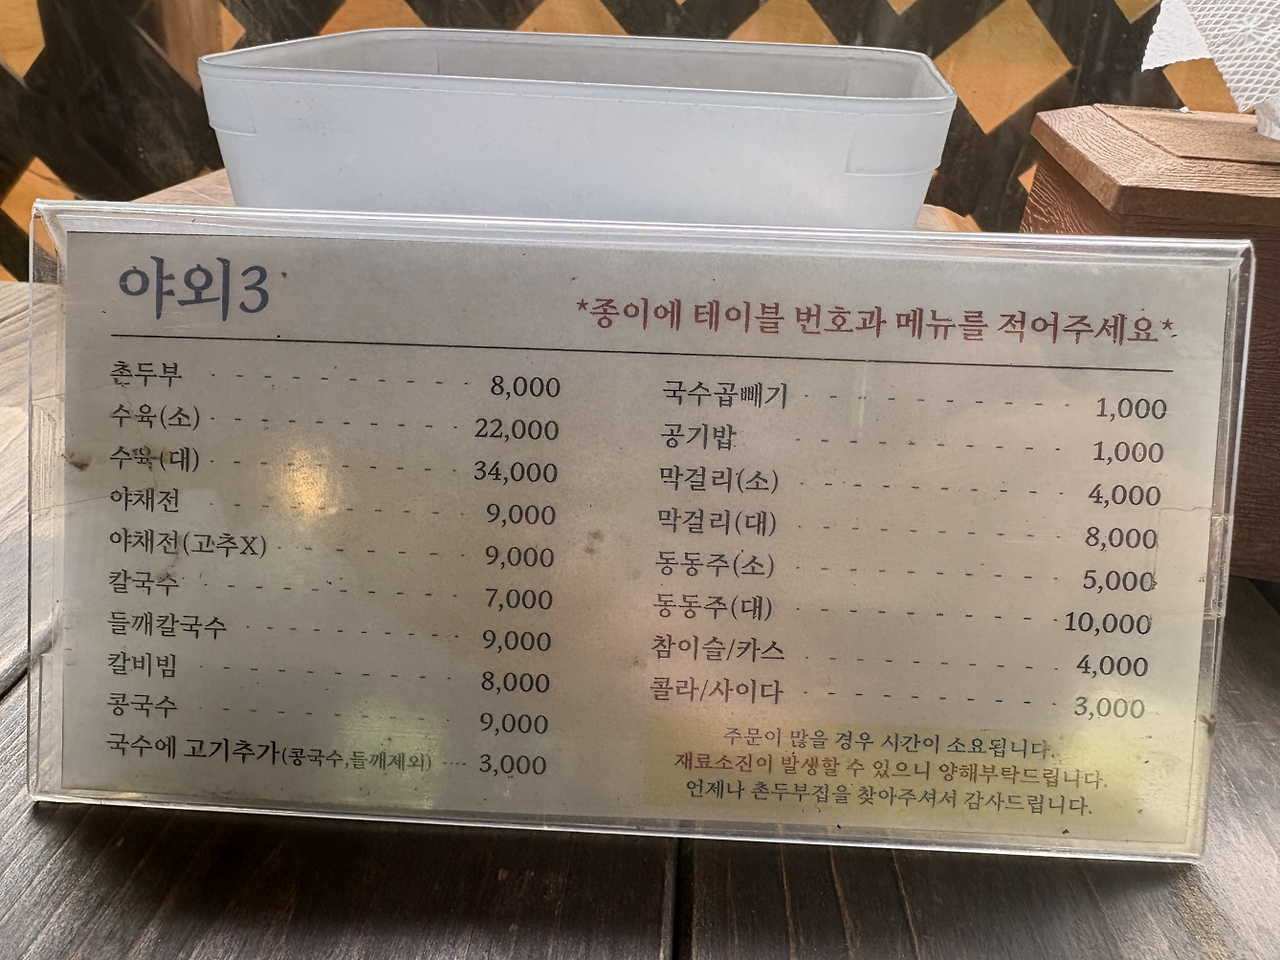 야외3
*종이에 테이블 번호과 메뉴를 적어주세요*
촌두부 - - - - - - - - - - - 8,000
수육(소) - - - - - - - - - - 22,000
수육(대) - - - - - - - - - - 34,000
야채전 - - - - - - - - - - - 9,000
야채전(고추X) - - - - - - - 9,000
칼국수 - - - - - - - - - - - 7,000
들깨칼국수 - - - - - - - - - 9,000
칼비빔 - - - - - - - - - - - 8,000
콩국수 - - - - - - - - - - - 9,000
국수에 고기추가(콩국수,들깨제외) ---- 3,000
국수곱빼기 - - - - - - - - - - 1,000
공기밥 - - - - - - - - - - 1,000
막걸리(소) - - - - - - - - - - 4,000
막걸리(대) - - - - - - - - - - 8,000
동동주(소) - - - - - - - - - - 5,000
동동주(대) - - - - - - - - - - 10,000
참이슬/카스 - - - - - - - - - - 4,000
콜라/사이다 - - - - - - - - - - 3,000
주문이 많을 경우 시간이 소요됩니다.
재료소진이 발생할 수 있으니 양해부탁드립니다.
언제나 촌두부집을 찾아주셔서 감사드립니다.